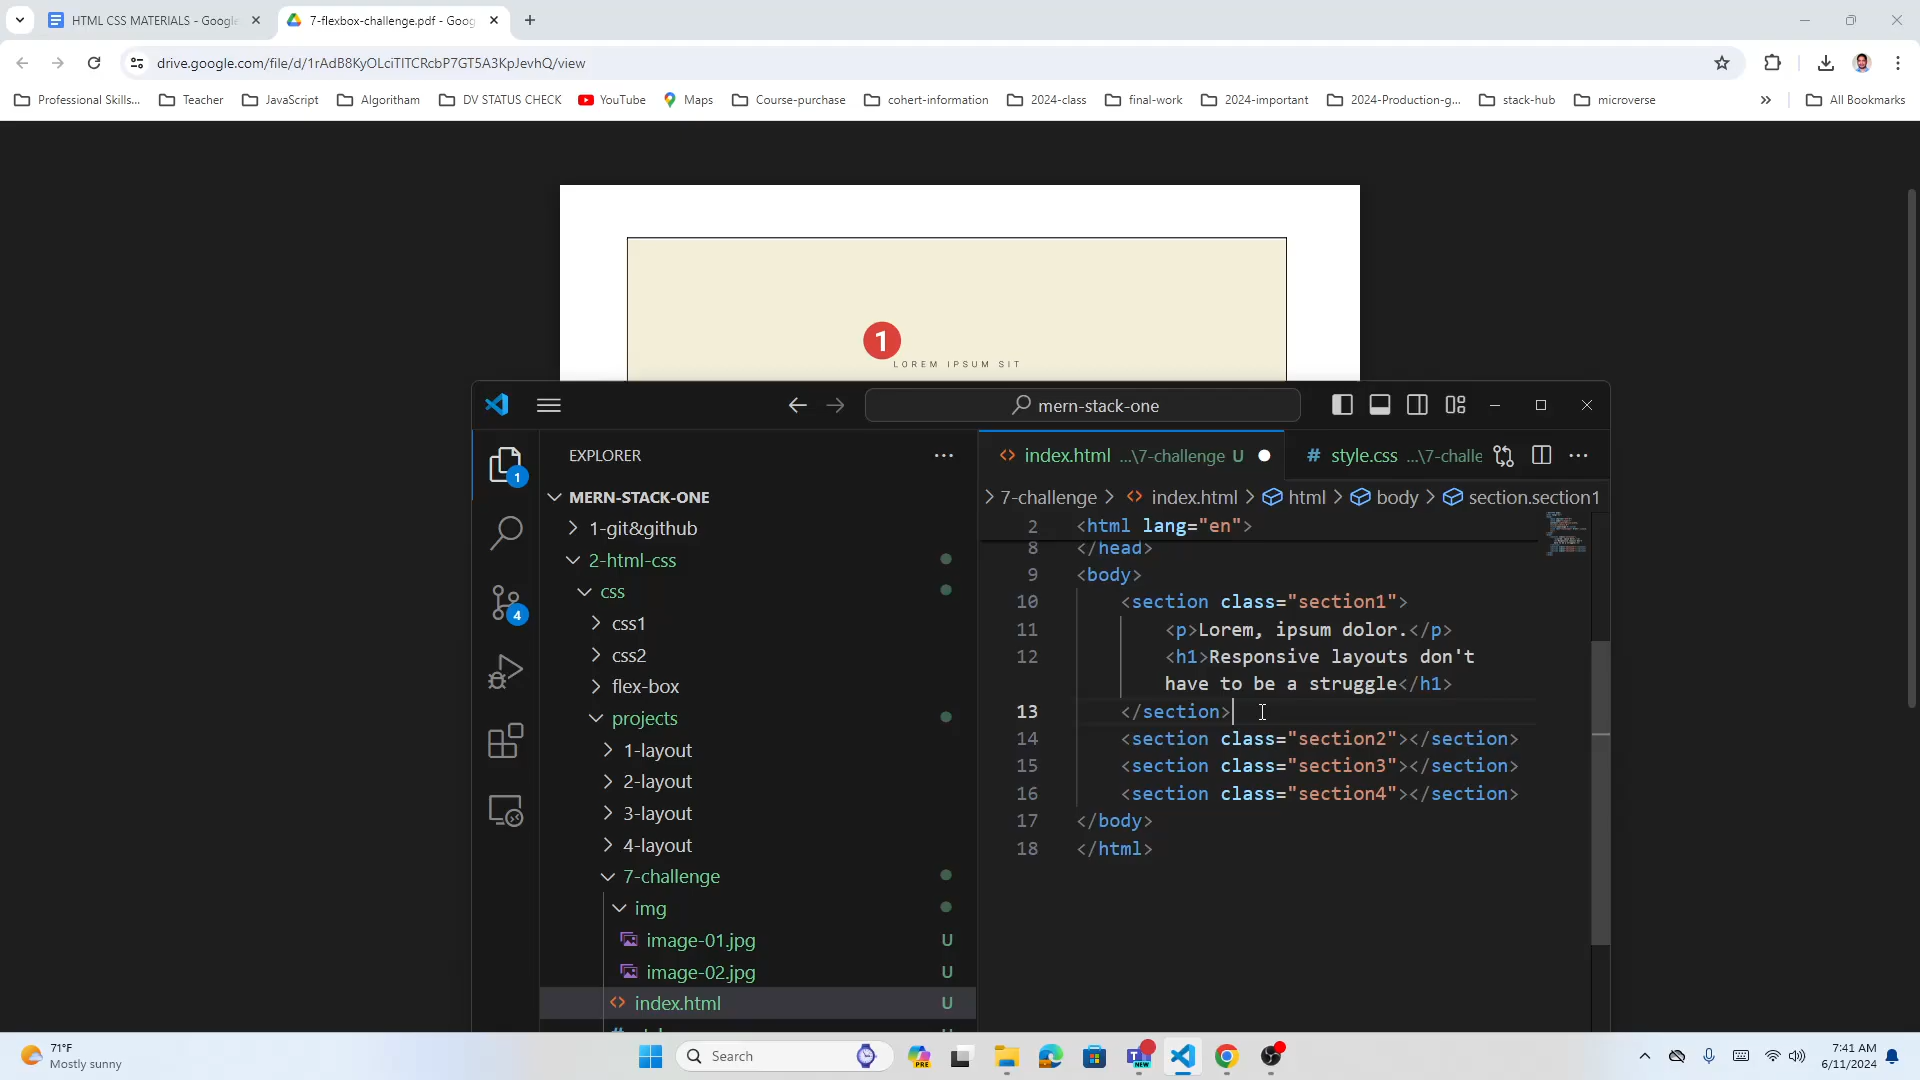 HTML CSS MATERIALS - Google
7-flexbox-challenge.pdf - Goog
drive.google.com/file/d/1rAdB8KyOLciTlTCRcbP7GT5A3KpJevhQ/view
Professional Skills...
Teacher
JavaScript
Algoritham
DV STATUS CHECK
YouTube
Maps
Course-purchase
cohert-information
2024-class
final-work
2024-important
2024-Production-g...
stack-hub
microverse
All Bookmarks
1
LOREM IPSUM SIT
mern-stack-one
EXPLORER
MERN-STACK-ONE
1-git&github
2-html-css
css
css1
css2
flex-box
projects
1-layout
2-layout
3-layout
4-layout
7-challenge
img
image-01.jpg U
image-02.jpg U
index.html U
1
4
index.html ...\7-challenge U
# style.css ...\7-challe
7-challenge > index.html > html > body > section.section1
2 <html lang="en">
8 </head>
9 <body>
10 <section class="section1">
11 <p>Lorem, ipsum dolor.</p>
12 <h1>Responsive layouts don't
have to be a struggle</h1>
13 </section>
14 <section class="section2"></section>
15 <section class="section3"></section>
16 <section class="section4"></section>
17 </body>
18 </html>
71°F
Mostly sunny
Search
PRE
NEW
7:41 AM
6/11/2024